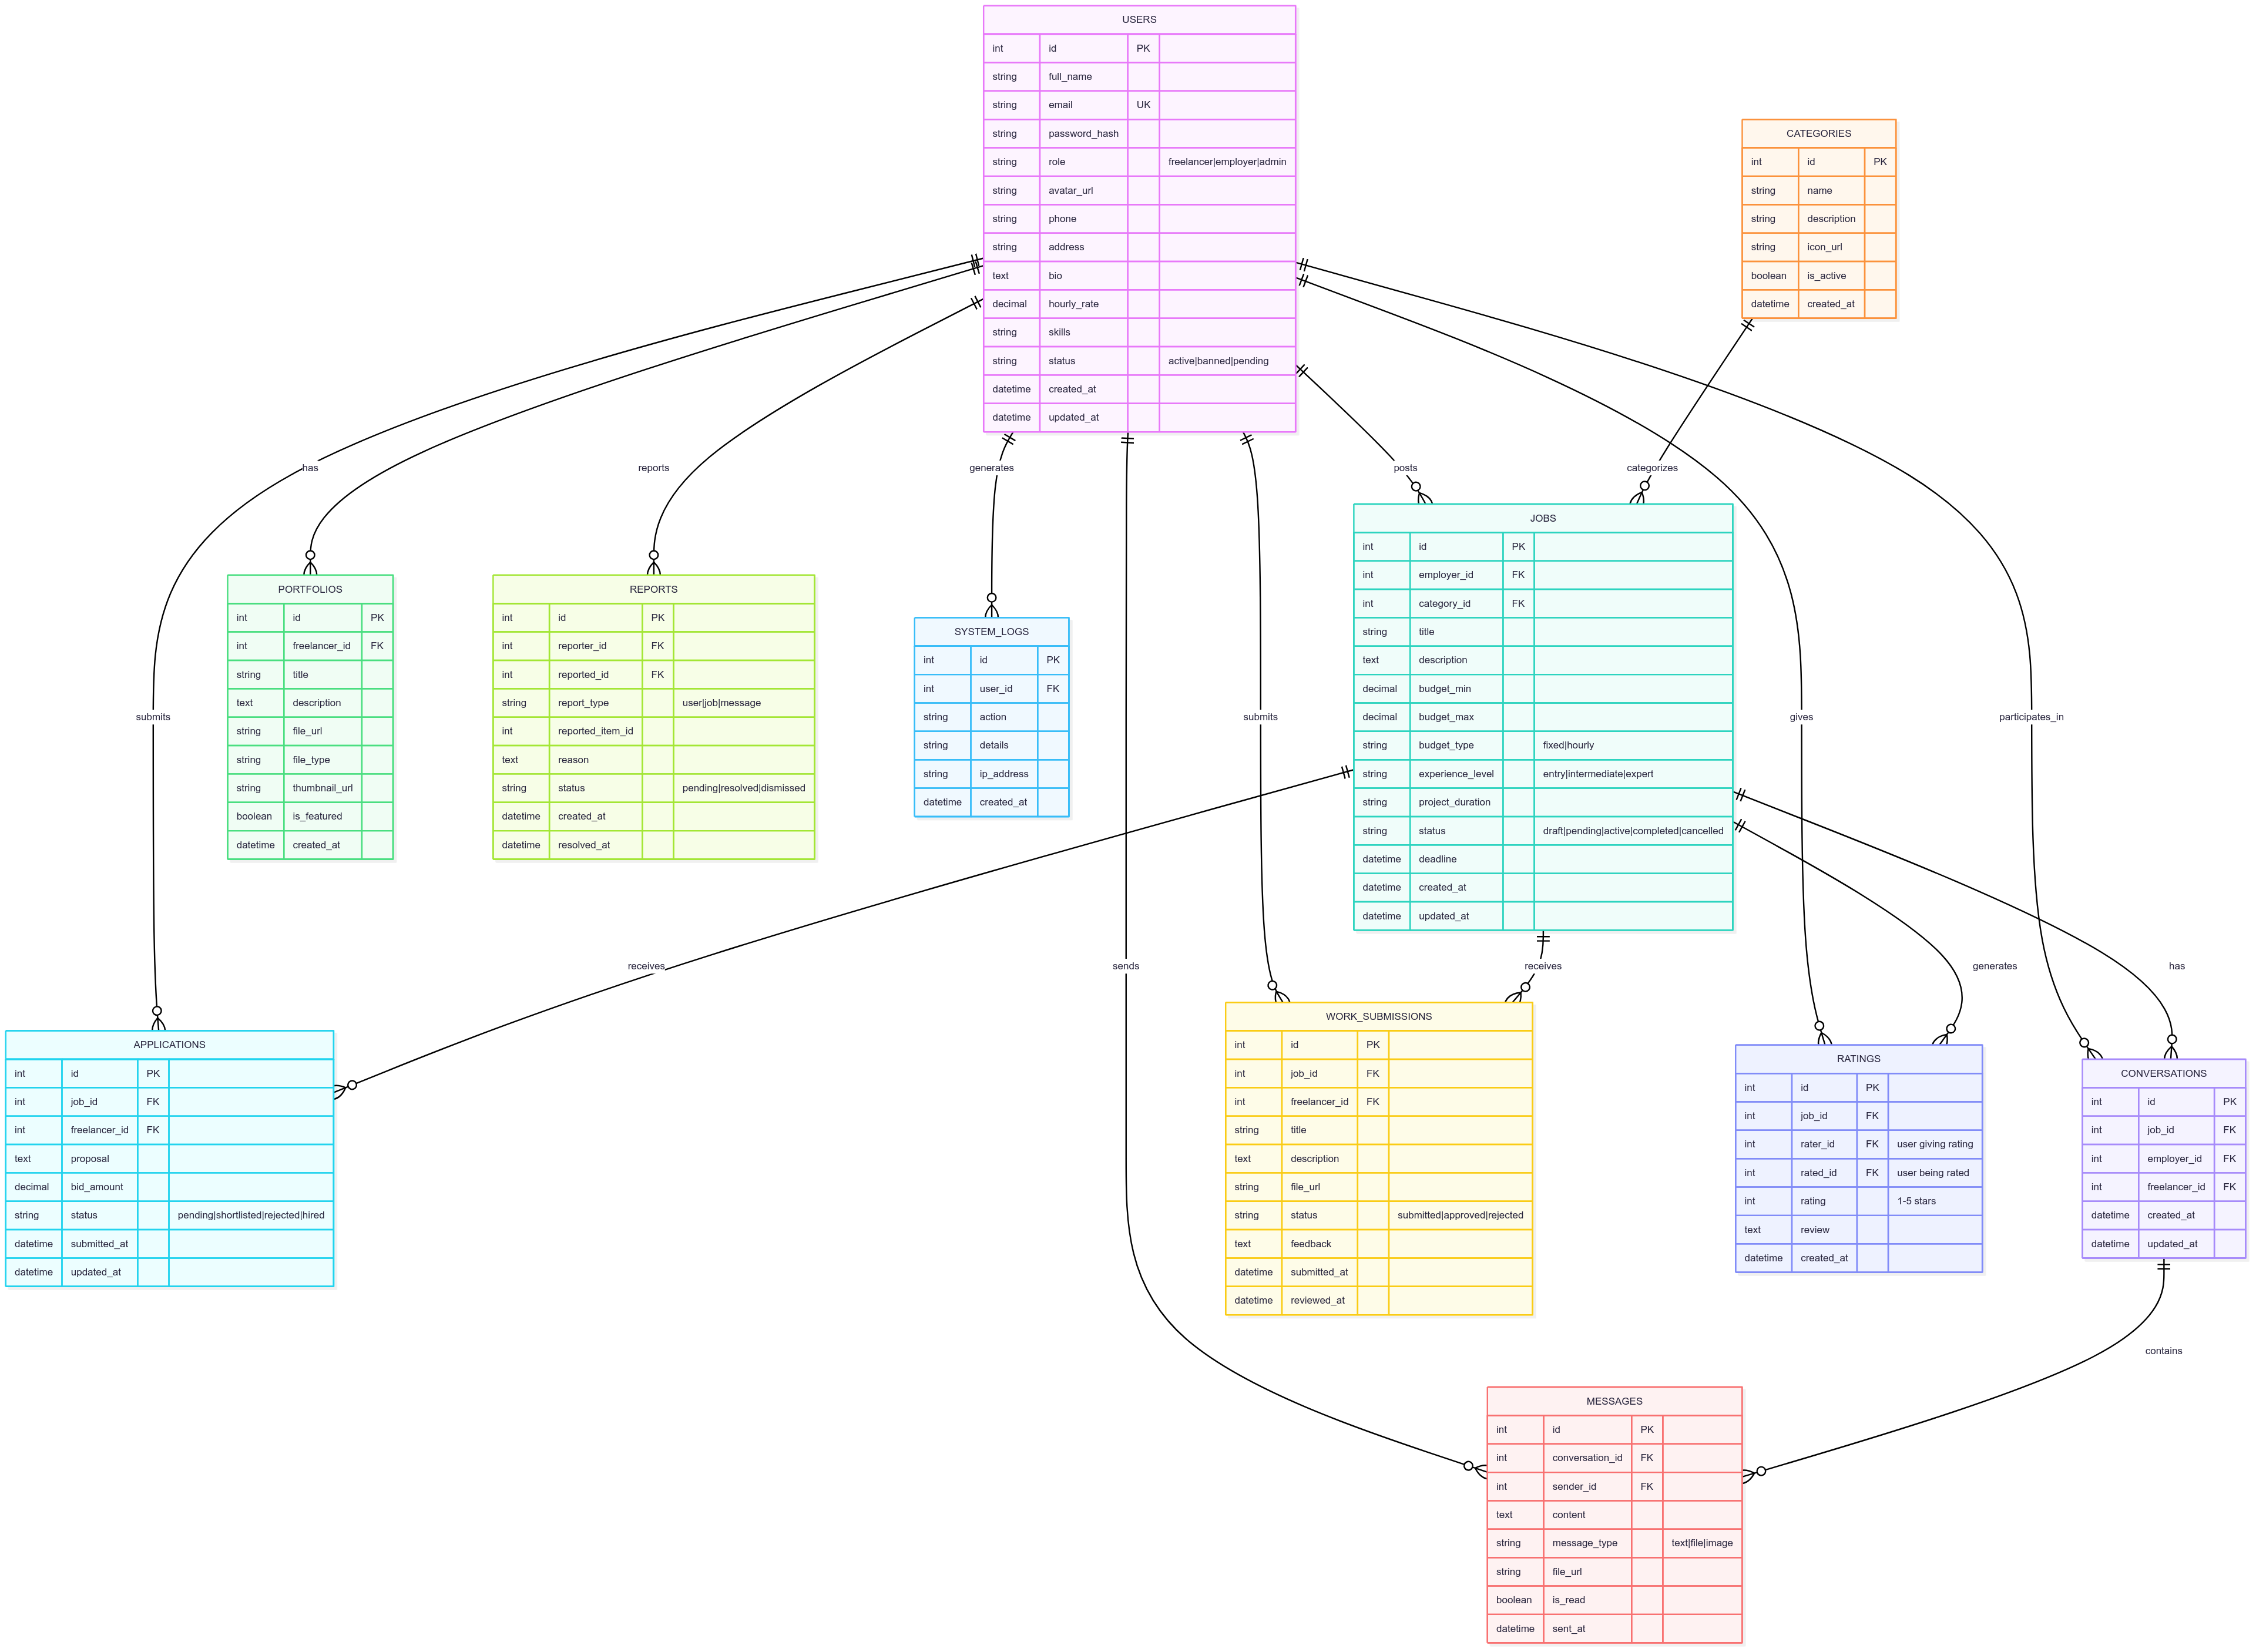 USERS
int id PK
string full_name
string email UK
string password_hash
string role freelancer|employer|admin
string avatar_url
string phone
string address
text bio
decimal hourly_rate
string skills
string status active|banned|pending
datetime created_at
datetime updated_at
CATEGORIES
int id PK
string name
string description
string icon_url
boolean is_active
datetime created_at
has
reports
generates
posts
categorizes
JOBS
int id PK
int employer_id FK
int category_id FK
string title
text description
decimal budget_min
decimal budget_max
string budget_type fixed|hourly
string experience_level entry|intermediate|expert
string project_duration
string status draft|pending|active|completed|cancelled
datetime deadline
datetime created_at
datetime updated_at
PORTFOLIOS
int id PK
int freelancer_id FK
string title
text description
string file_url
string file_type
string thumbnail_url
boolean is_featured
datetime created_at
REPORTS
int id PK
int reporter_id FK
int reported_id FK
string report_type user|job|message
int reported_item_id
text reason
string status pending|resolved|dismissed
datetime created_at
datetime resolved_at
SYSTEM_LOGS
int id PK
int user_id FK
string action
string details
string ip_address
datetime created_at
submits
submits
gives
participates_in
receives
sends
receives
generates
has
APPLICATIONS
int id PK
int job_id FK
int freelancer_id FK
text proposal
decimal bid_amount
string status pending|shortlisted|rejected|hired
datetime submitted_at
datetime updated_at
WORK_SUBMISSIONS
int id PK
int job_id FK
int freelancer_id FK
string title
text description
string file_url
string status submitted|approved|rejected
text feedback
datetime submitted_at
datetime reviewed_at
RATINGS
int id PK
int job_id FK
int rater_id FK user giving rating
int rated_id FK user being rated
int rating 1-5 stars
text review
datetime created_at
CONVERSATIONS
int id PK
int job_id FK
int employer_id FK
int freelancer_id FK
datetime created_at
datetime updated_at
contains
MESSAGES
int id PK
int conversation_id FK
int sender_id FK
text content
string message_type text|file|image
string file_url
boolean is_read
datetime sent_at